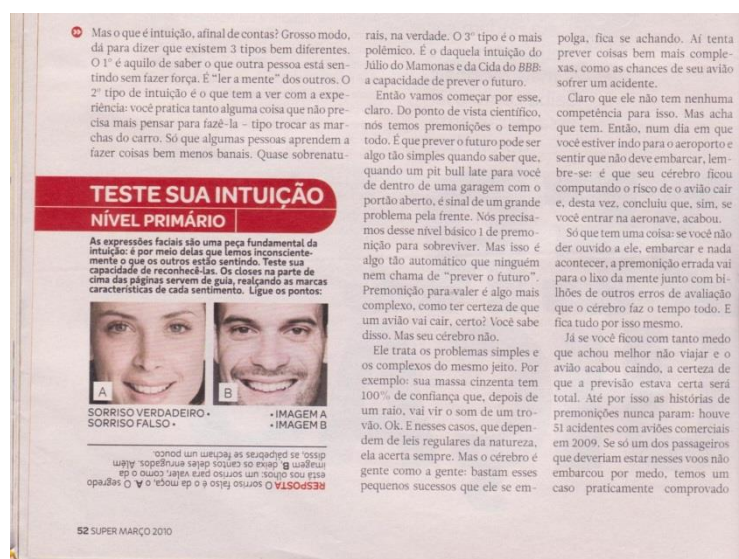 Mas o que é intuição, afinal de contas? Grosso modo,
dá para dizer que existem 3 tipos bem diferentes.
O 1º é aquilo de saber o que outra pessoa está sen-
tindo sem fazer força. É “ler a mente” dos outros. O
2º tipo de intuição é o que tem a ver com a expe-
riência: você pratica tanto alguma coisa que não pre-
cisa mais pensar para fazê-la – tipo trocar as mar-
chas do carro. Só que algumas pessoas aprendem a
fazer coisas bem menos banais. Quase sobrenatu-
TESTE SUA INTUIÇÃO
NÍVEL PRIMÁRIO
As expressões faciais são uma peça fundamental da
intuição: é por meio delas que lemos inconsciente-
mente o que os outros estão sentindo. Teste sua
capacidade de reconhecê-las. Os closes na parte de
cima das páginas servem de guia, realçando as marcas
características de cada sentimento. Ligue os pontos:
A
B
SORRISO VERDADEIRO •
• IMAGEM A
SORRISO FALSO •
• IMAGEM B
RESPOSTA O sorriso falso é o da moça, o A. O segredo
está nos olhos: um sorriso para valer, como o da
imagem B, deixa os cantos deles enrugados. Além
disso, as pálpebras se fecham um pouco.
52 SUPER MARÇO 2010
rais, na verdade. O 3º tipo é o mais
polêmico. É o daquela intuição do
Júlio do Mamonas e da Cida do BBB:
a capacidade de prever o futuro.
Então vamos começar por esse,
claro. Do ponto de vista científico,
nós temos premonições o tempo
todo. É que prever o futuro pode ser
algo tão simples quando saber que,
quando um pit bull late para você
de dentro de uma garagem com o
portão aberto, é sinal de um grande
problema pela frente. Nós precisa-
mos desse nível básico 1 de premo-
nição para sobreviver. Mas isso é
algo tão automático que ninguém
nem chama de “prever o futuro”.
Premonição para valer é algo mais
complexo, como ter certeza de que
um avião vai cair, certo? Você sabe
disso. Mas seu cérebro não.
Ele trata os problemas simples e
os complexos do mesmo jeito. Por
exemplo: sua massa cinzenta tem
100% de confiança que, depois de
um raio, vai vir o som de um tro-
vão. Ok. E nesses casos, que depen-
dem de leis regulares da natureza,
ela acerta sempre. Mas o cérebro é
gente como a gente: bastam esses
pequenos sucessos que ele se em-
polga, fica se achando. Aí tenta
prever coisas bem mais comple-
xas, como as chances de seu avião
sofrer um acidente.
Claro que ele não tem nenhuma
competência para isso. Mas acha
que tem. Então, num dia em que
você estiver indo para o aeroporto e
sentir que não deve embarcar, lem-
bre-se: é que seu cérebro ficou
computando o risco de o avião cair
e, desta vez, concluiu que, sim, se
você entrar na aeronave, acabou.
Só que tem uma coisa: se você não
der ouvido a ele, embarcar e nada
acontecer, a premonição errada vai
para o lixo da mente junto com bi-
lhões de outros erros de avaliação
que o cérebro faz o tempo todo. E
fica tudo por isso mesmo.
Já se você ficou com tanto medo
que achou melhor não viajar e o
avião acabou caindo, a certeza de
que a previsão estava certa será
total. Até por isso as histórias de
premonições nunca param: houve
51 acidentes com aviões comerciais
em 2009. Se só um dos passageiros
que deveriam estar nesses voos não
embarcou por medo, temos um
caso praticamente comprovado